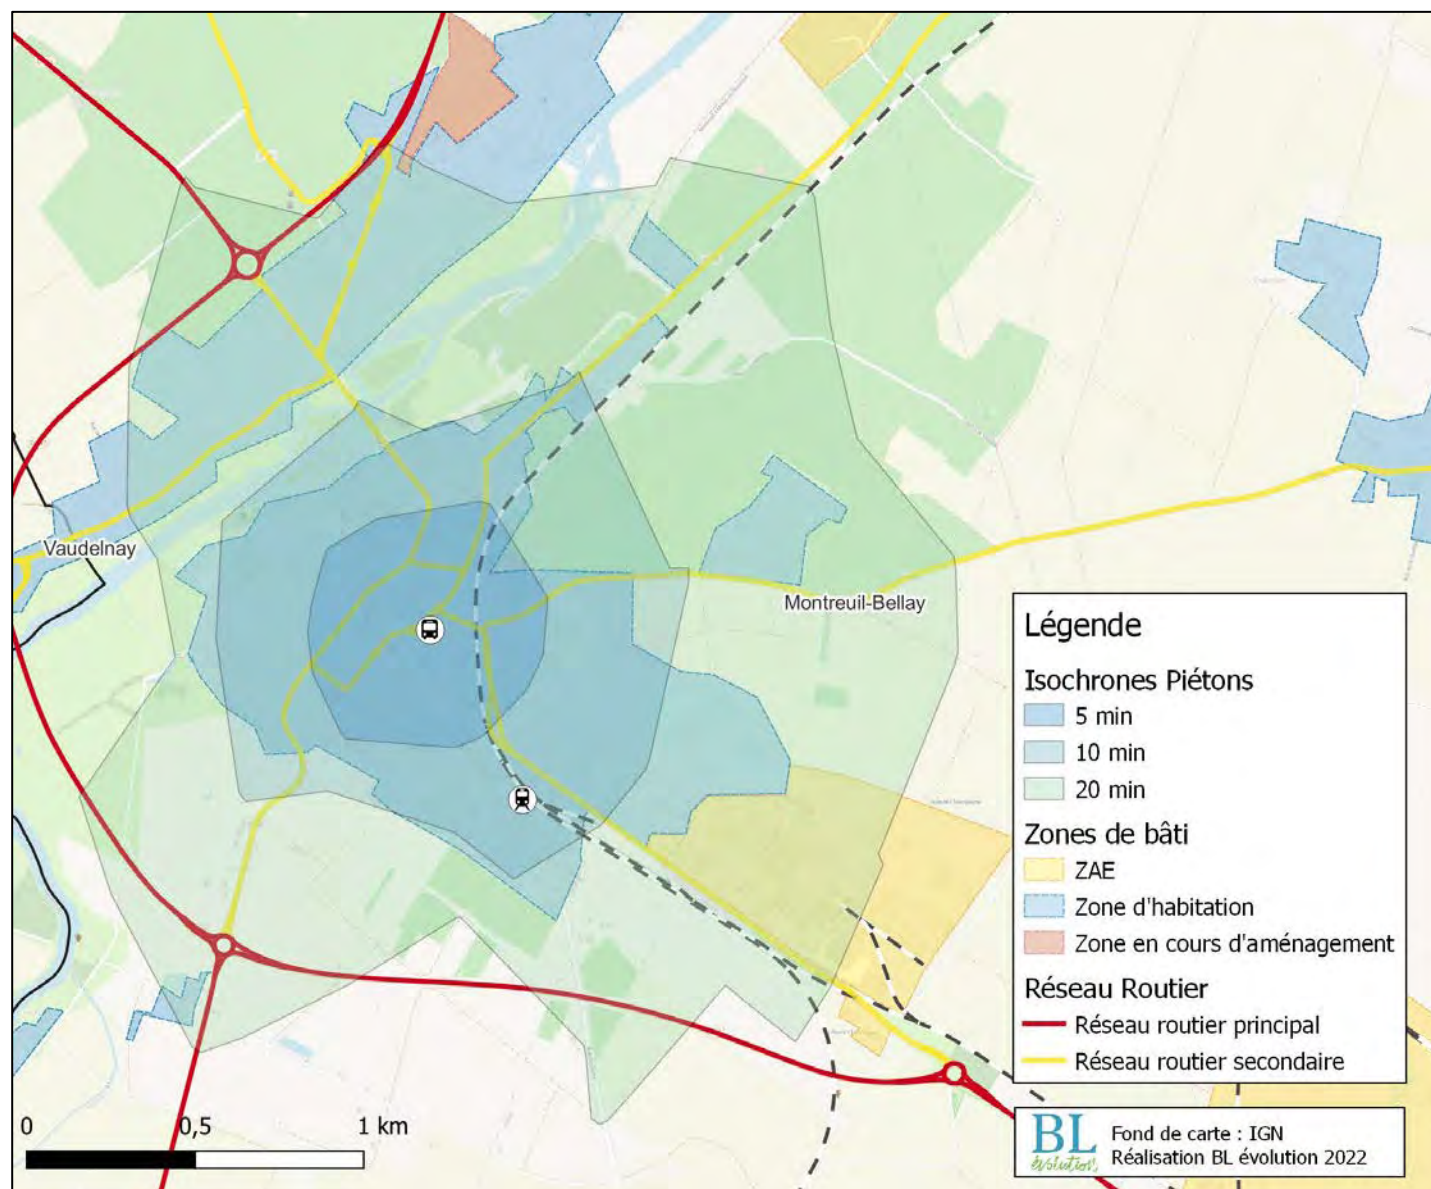 Vaudelnay
Montreuil-Bellay
Légende
Isochrones Piétons
5 min
10 min
20 min
Zones de bâti
ZAE
Zone d'habitation
Zone en cours d'aménagement
Réseau Routier
Réseau routier principal
Réseau routier secondaire
0 0,5 1 km
BL
évolution
Fond de carte : IGN
Réalisation BL évolution 2022